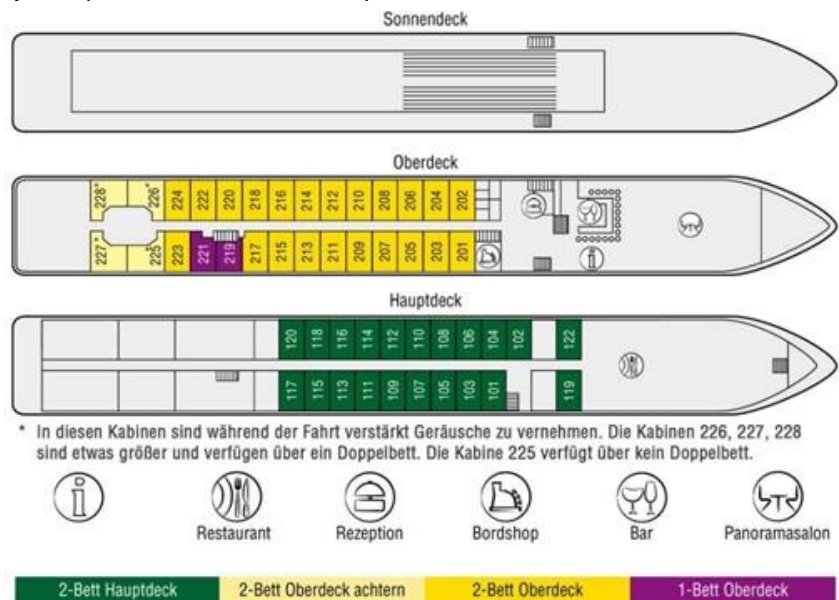 Sonnendeck
Oberdeck
228* 226* 224 222 220 218 216 214 212 210 208 206 204 202
227* 225* 223 221 219 217 215 213 211 209 207 205 203 201
Hauptdeck
120 118 116 114 112 110 108 106 104 102 122
117 115 113 111 109 107 105 103 101 119
* In diesen Kabinen sind während der Fahrt verstärkt Geräusche zu vernehmen. Die Kabinen 226, 227, 228
sind etwas größer und verfügen über ein Doppelbett. Die Kabine 225 verfügt über kein Doppelbett.
i
Restaurant Rezeption Bordshop Bar Panoramasalon
2-Bett Hauptdeck 2-Bett Oberdeck achtern 2-Bett Oberdeck 1-Bett Oberdeck